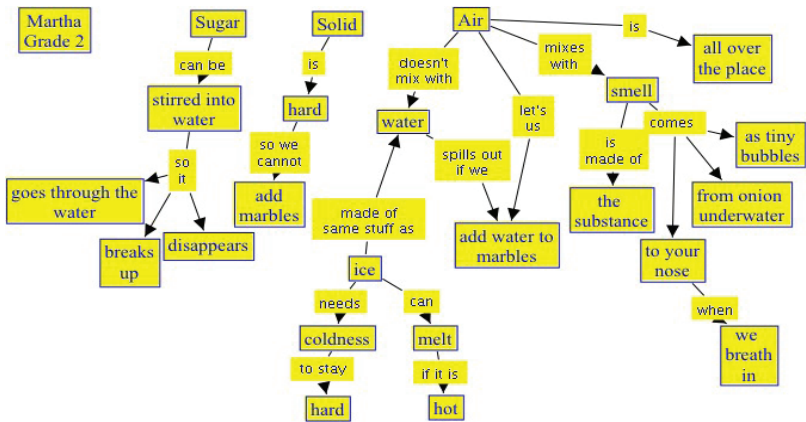 Martha
Grade 2
Sugar
can be
stirred into
water
so
it
goes through the
water
breaks
up
disappears
Solid
is
hard
so we
cannot
add
marbles
Air
doesn't
mix with
water
spills out
if we
let's
us
add water to
marbles
made of
same stuff as
ice
needs
coldness
to stay
hard
can
melt
if it is
hot
mixes
with
smell
is
made of
the
substance
comes
as tiny
bubbles
from onion
underwater
to your
nose
when
we
breath
in
is
all over
the place